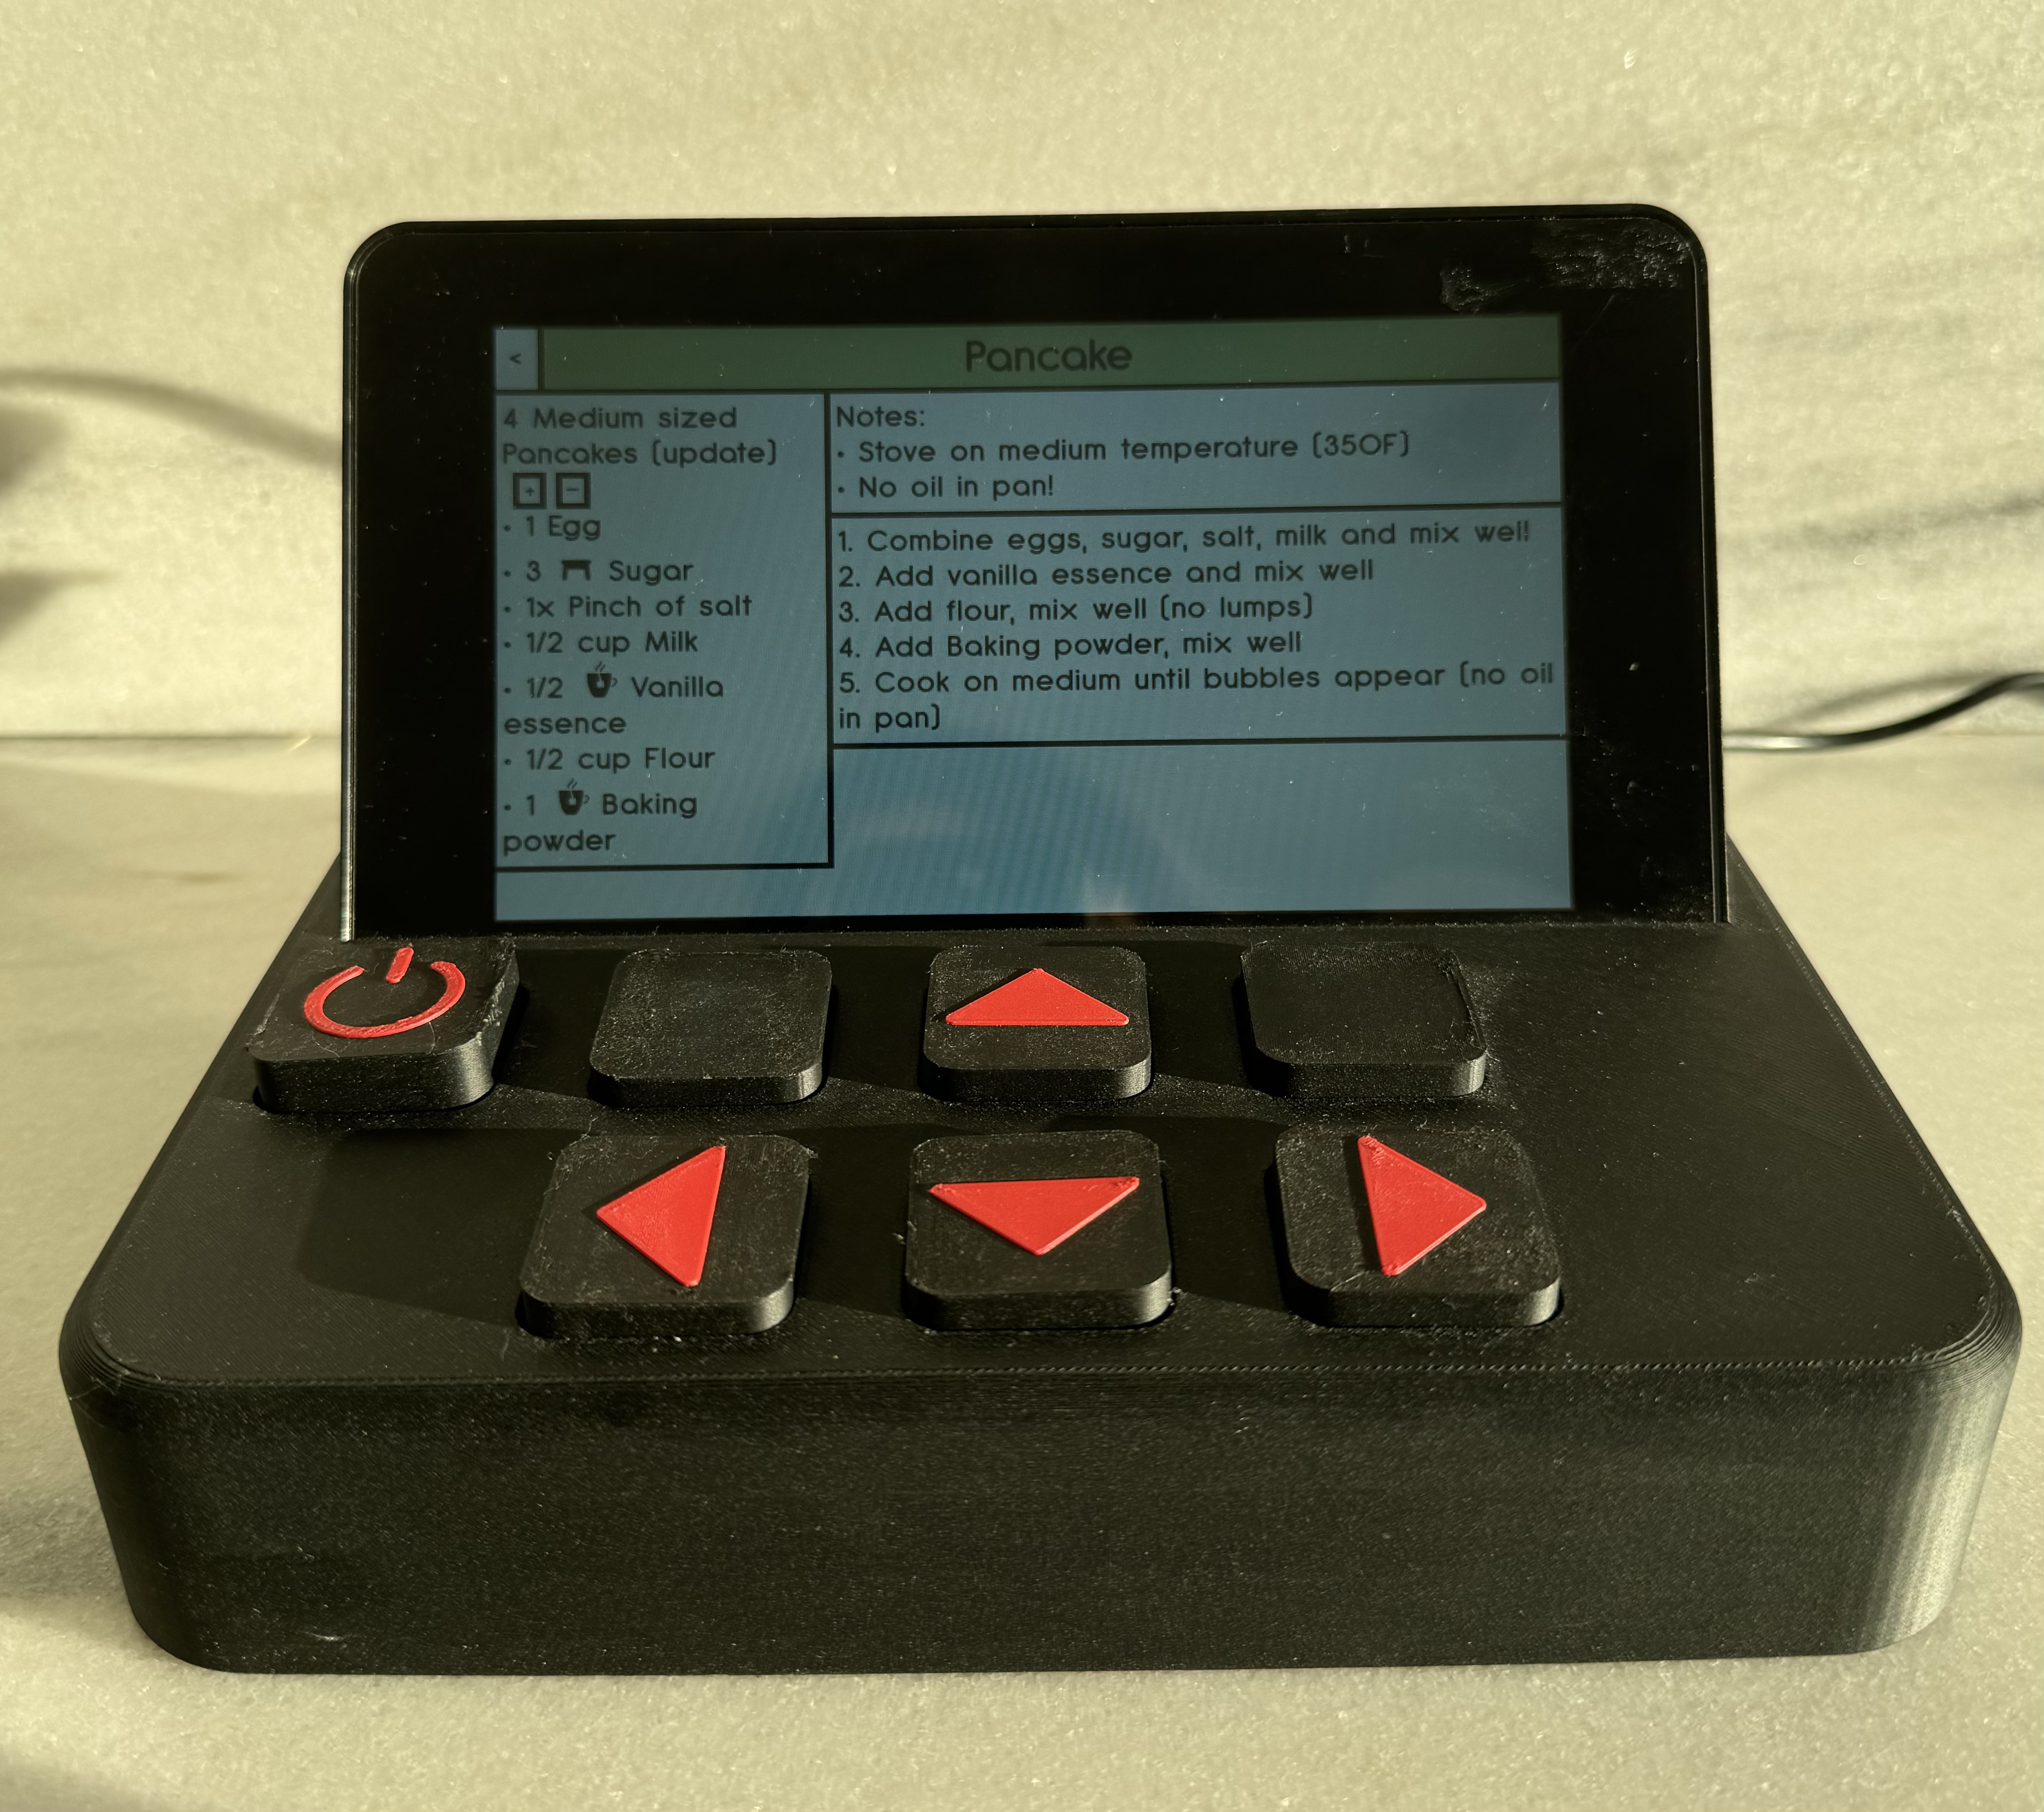 <
Pancake
4 Medium sized
Pancakes (update)
+ -
• 1 Egg
• 3 Sugar
• 1x Pinch of salt
• 1/2 cup Milk
• 1/2 Vanilla
essence
• 1/2 cup Flour
• 1 Baking
powder
Notes:
• Stove on medium temperature (350F)
• No oil in pan!
1. Combine eggs, sugar, salt, milk and mix well
2. Add vanilla essence and mix well
3. Add flour, mix well (no lumps)
4. Add Baking powder, mix well
5. Cook on medium until bubbles appear (no oil
in pan)